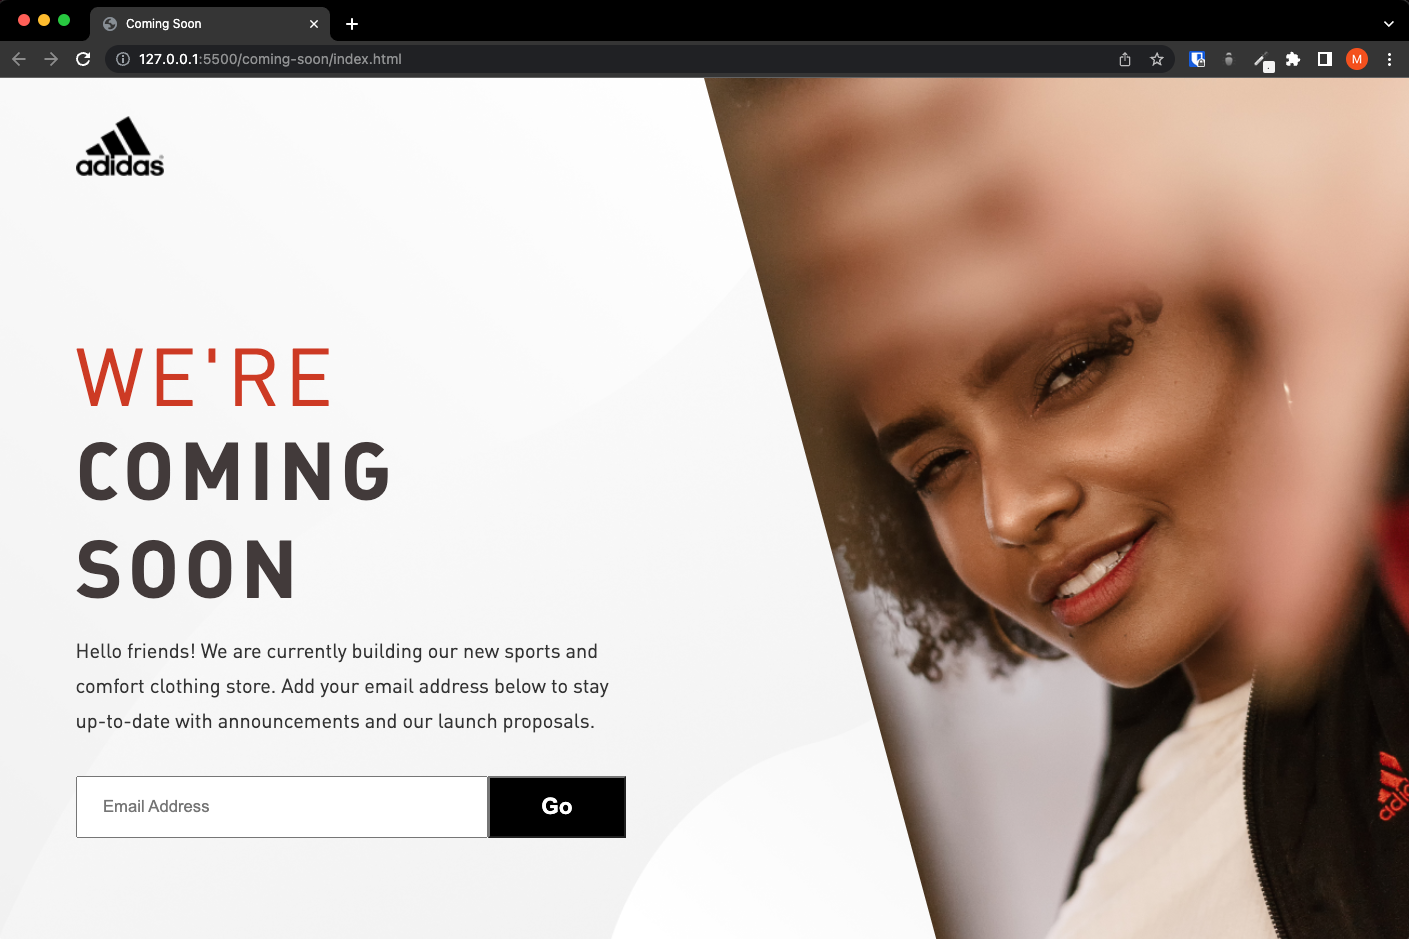 Coming Soon
127.0.0.1:5500/coming-soon/index.html
M
adidas
WE'RE
COMING
SOON
Hello friends! We are currently building our new sports and
comfort clothing store. Add your email address below to stay
up-to-date with announcements and our launch proposals.
Email Address
Go